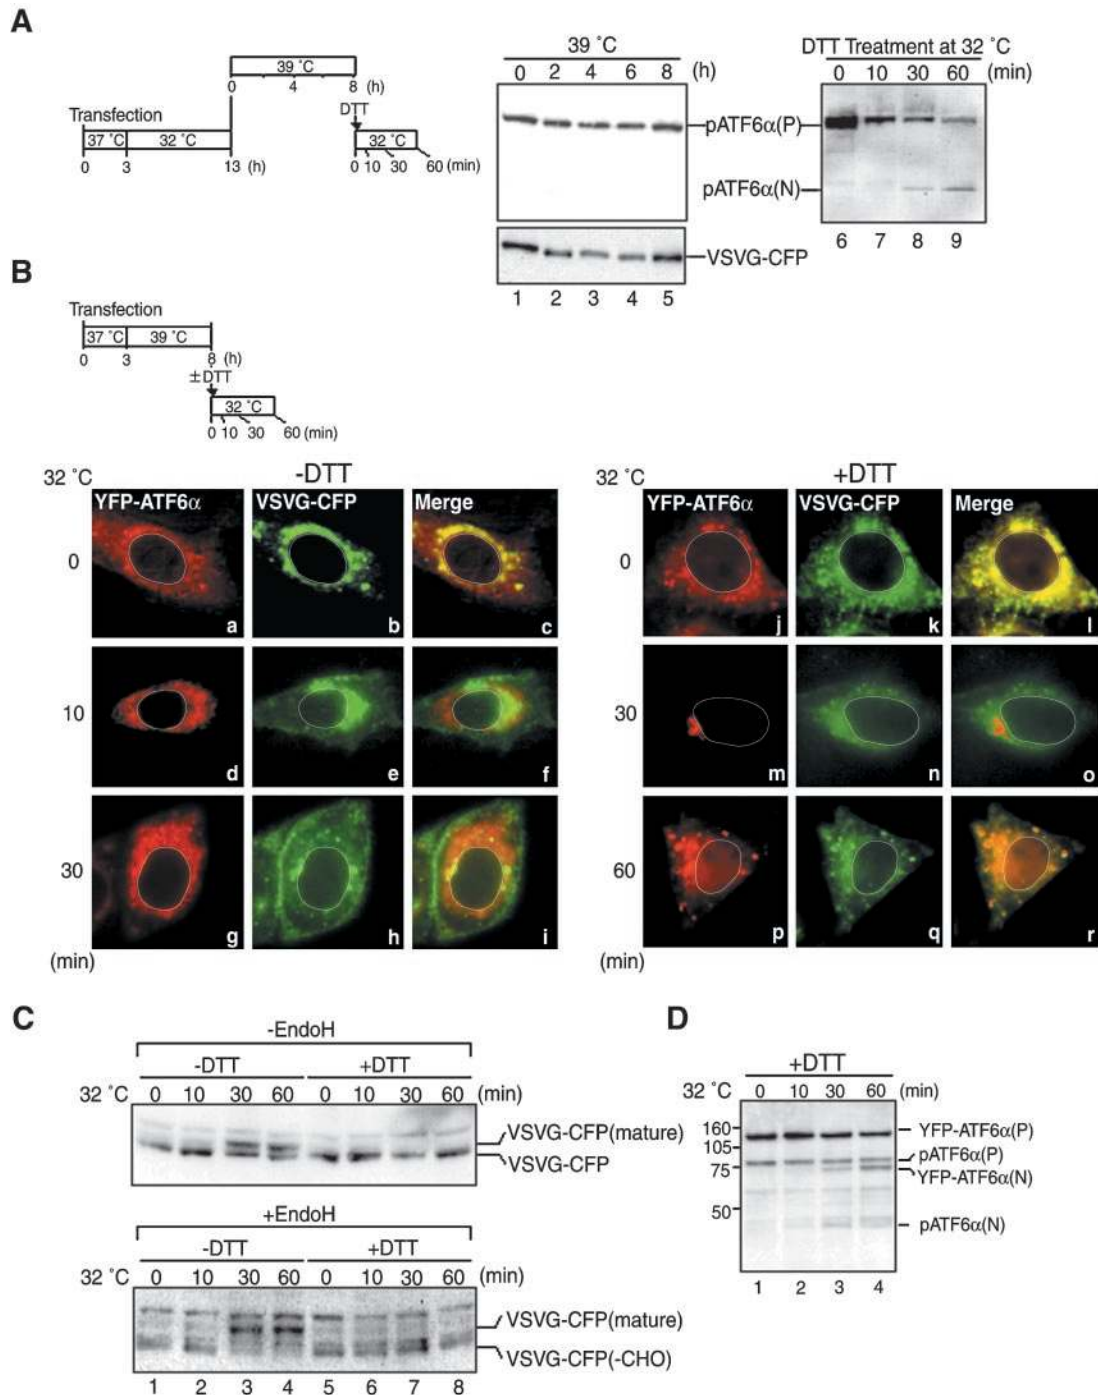 A
39 ˚C
0 4 8 (h)
Transfection
DTT
37 ˚C 32 ˚C
32 ˚C
0 3 13 (h)
0 10 30 60 (min)
39 ˚C
0 2 4 6 8 (h)
DTT Treatment at 32 ˚C
0 10 30 60 (min)
pATF6α(P)
pATF6α(N)
6 7 8 9
VSVG-CFP
1 2 3 4 5
B
Transfection
37 ˚C 39 ˚C
0 3 8 (h)
±DTT
32 ˚C
0 10 30 60 (min)
32 ˚C
-DTT
YFP-ATF6α VSVG-CFP Merge
0
a b c
10
d e f
30
g h i
(min)
+DTT
YFP-ATF6α VSVG-CFP Merge
0
j k l
30
m n o
60
p q r
(min)
C
-EndoH
-DTT +DTT
32 ˚C 0 10 30 60 0 10 30 60 (min)
VSVG-CFP(mature)
VSVG-CFP
+EndoH
-DTT +DTT
32 ˚C 0 10 30 60 0 10 30 60 (min)
VSVG-CFP(mature)
VSVG-CFP(-CHO)
1 2 3 4 5 6 7 8
D
+DTT
32 ˚C 0 10 30 60 (min)
160
105
75
50
YFP-ATF6α(P)
pATF6α(P)
YFP-ATF6α(N)
pATF6α(N)
1 2 3 4